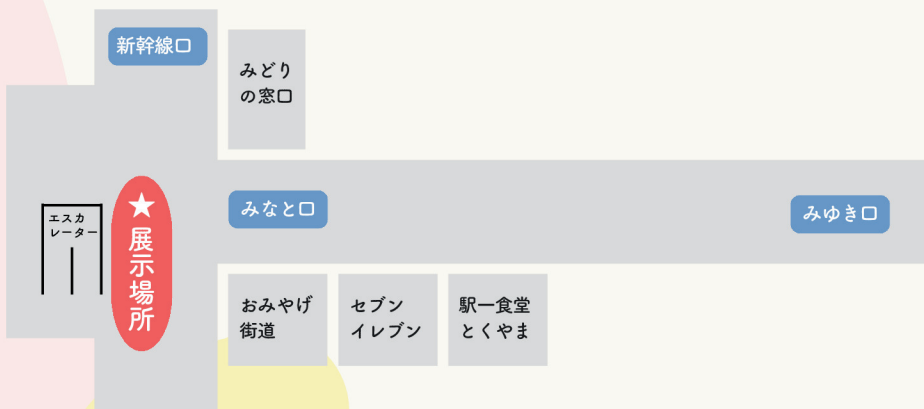 新幹線口
みどり
の窓口
エスカ
レーター
★展示場所
みなと口
みゆき口
おみやげ
街道
セブン
イレブン
駅一食堂
とくやま